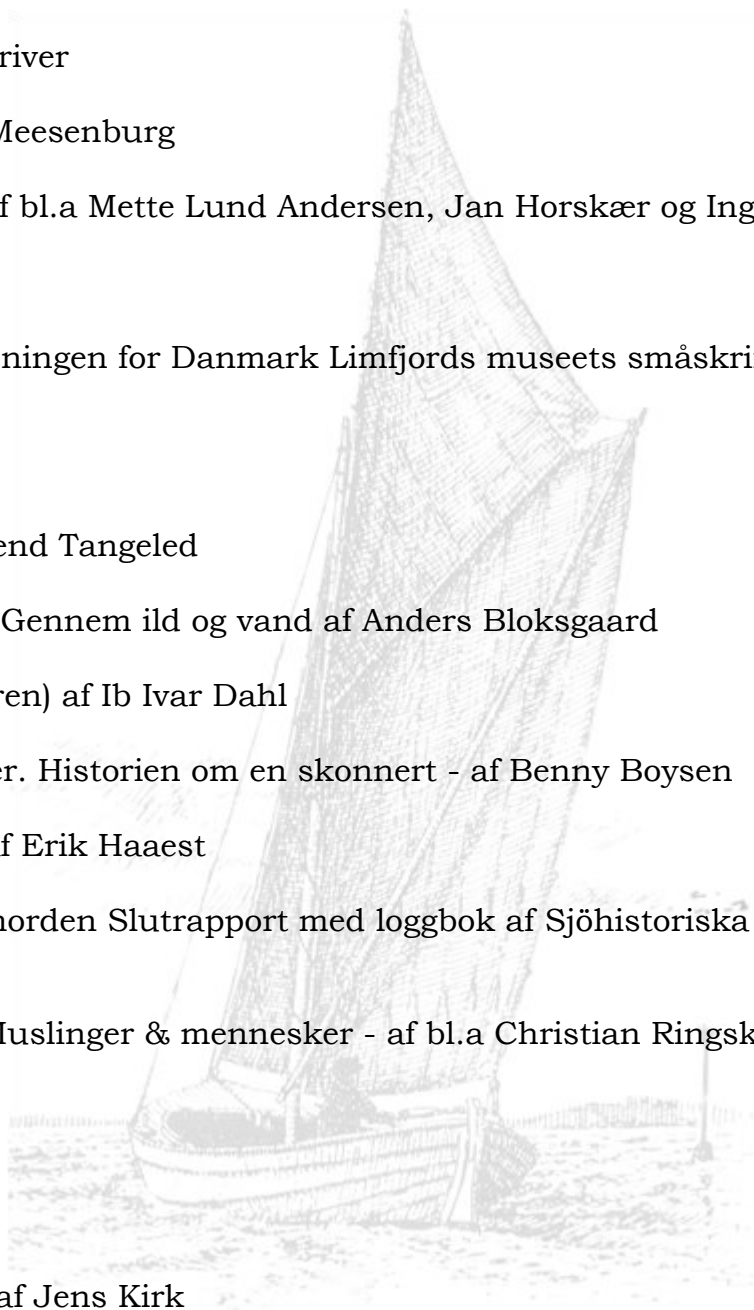 river
Meesenburg
f bl.a Mette Lund Andersen, Jan Horskær og Ing
ningen for Danmark Limfjords museets småskri
end Tangeled
Gennem ild og vand af Anders Bloksgaard
ren) af Ib Ivar Dahl
er. Historien om en skonnert - af Benny Boysen
f Erik Haaest
norden Slutrapport med loggbok af Sjöhistoriska
Muslinger & mennesker - af bl.a Christian Ringsk
af Jens Kirk